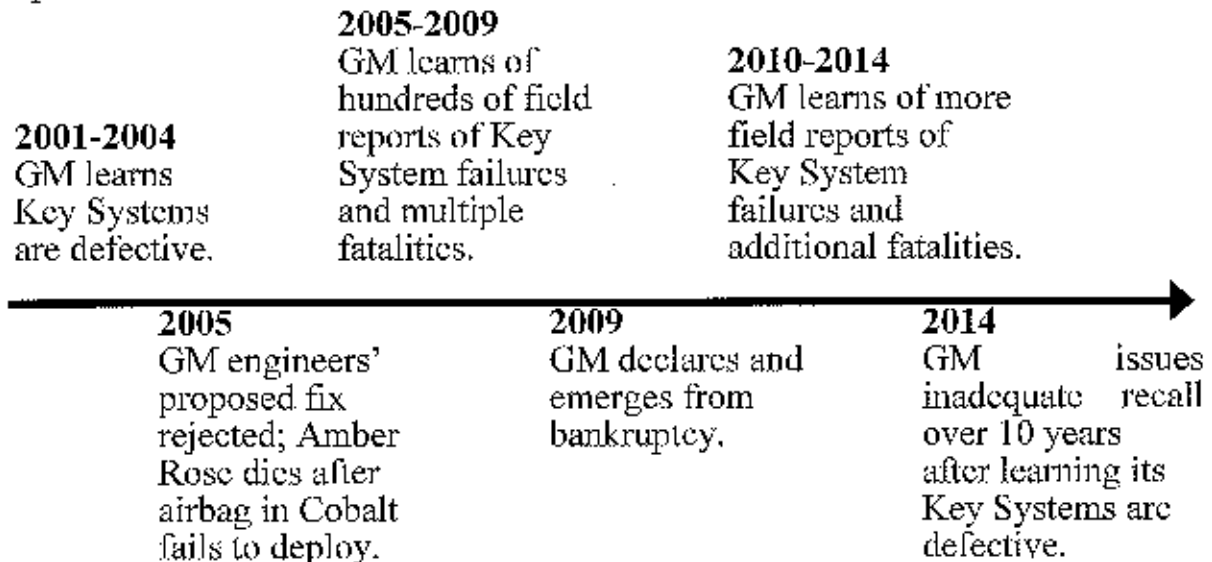 2001-2004
GM learns
Key Systems
are defective.
2005-2009
GM learns of
hundreds of field
reports of Key
System failures
and multiple
fatalities.
2010-2014
GM learns of more
field reports of
Key System
failures and
additional fatalities.
2005
GM engineers'
proposed fix
rejected; Amber
Rose dies after
airbag in Cobalt
fails to deploy.
2009
GM declares and
emerges from
bankruptcy.
2014
GM issues
inadequate recall
over 10 years
after learning its
Key Systems are
defective.